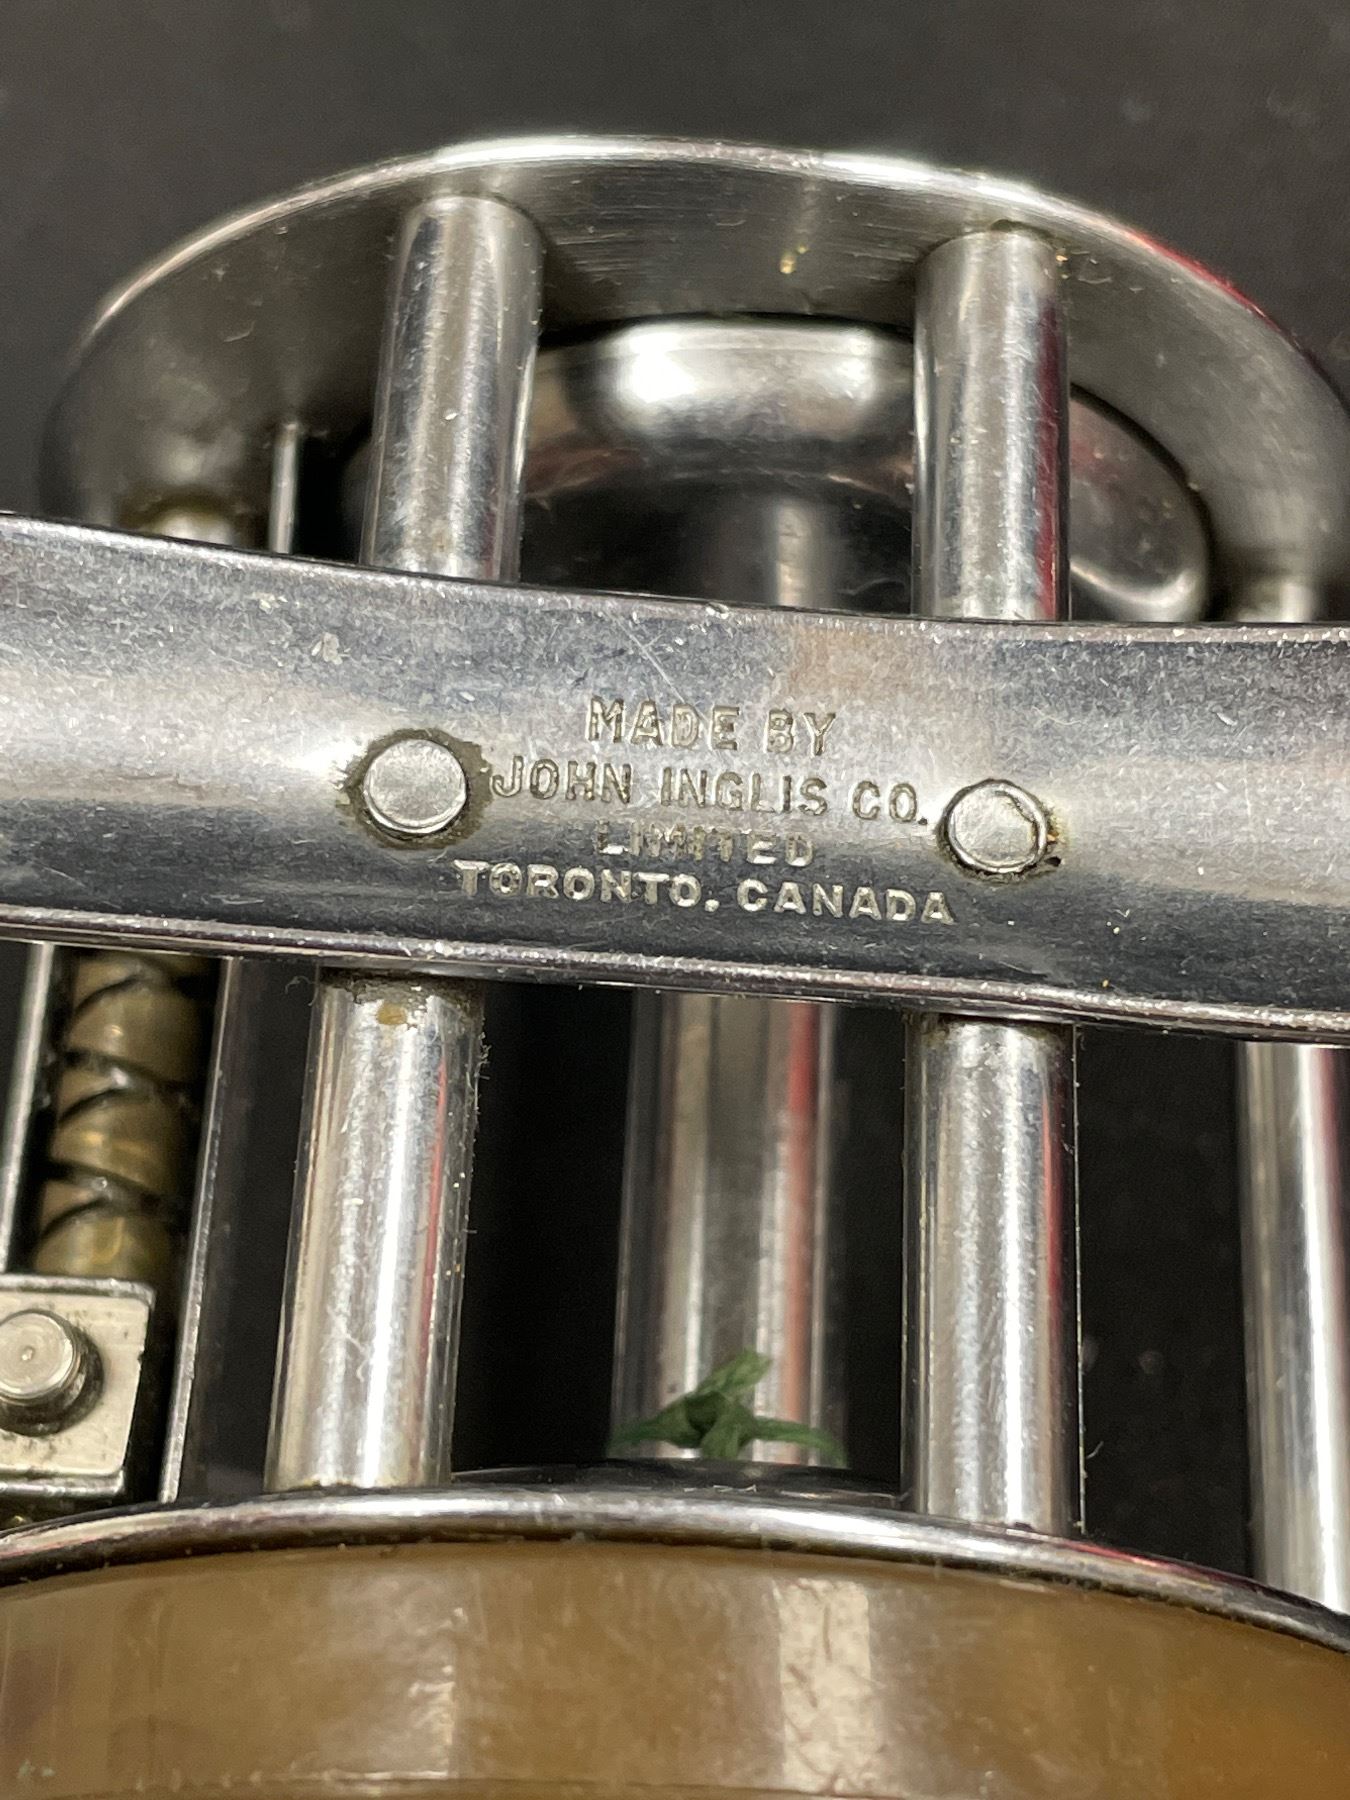 MADE BY
JOHN INGLIS CO.
LIMITED
TORONTO, CANADA